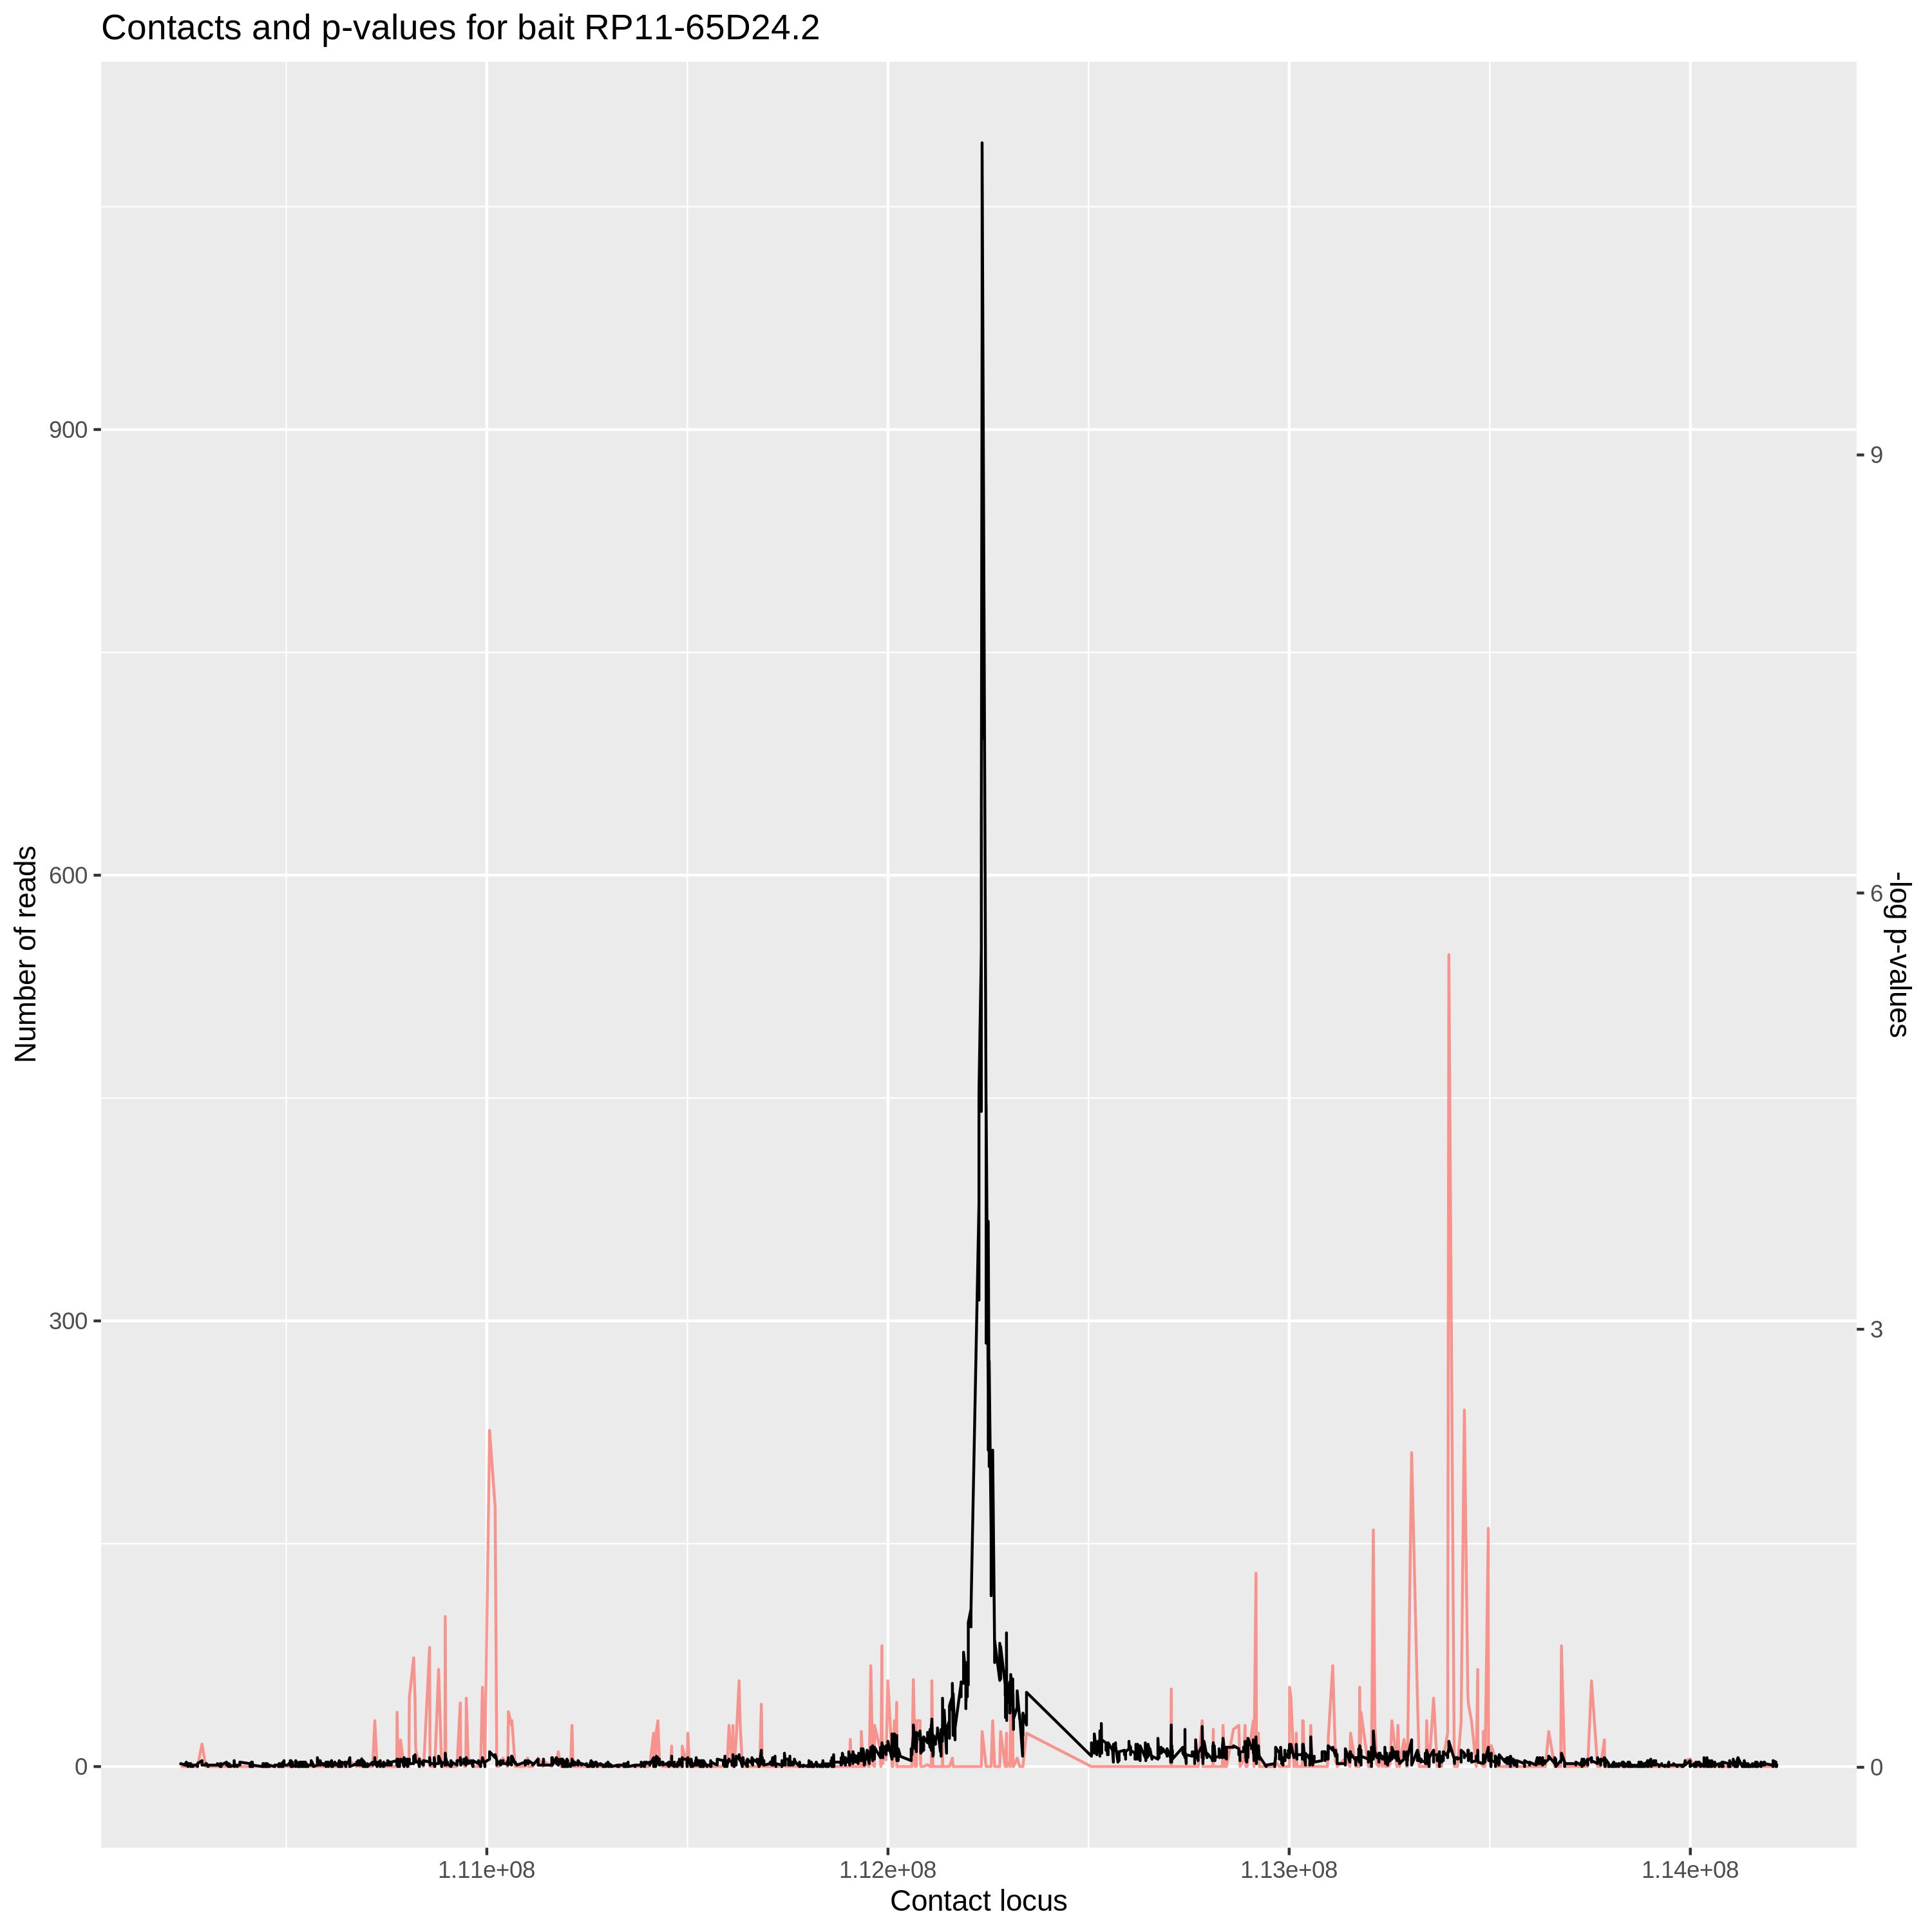 Contacts and p-values for bait RP11-65D24.2
900
600
300
0
Number of reads
9
6
3
0
-log p-values
1.11e+08
1.12e+08
1.13e+08
1.14e+08
Contact locus